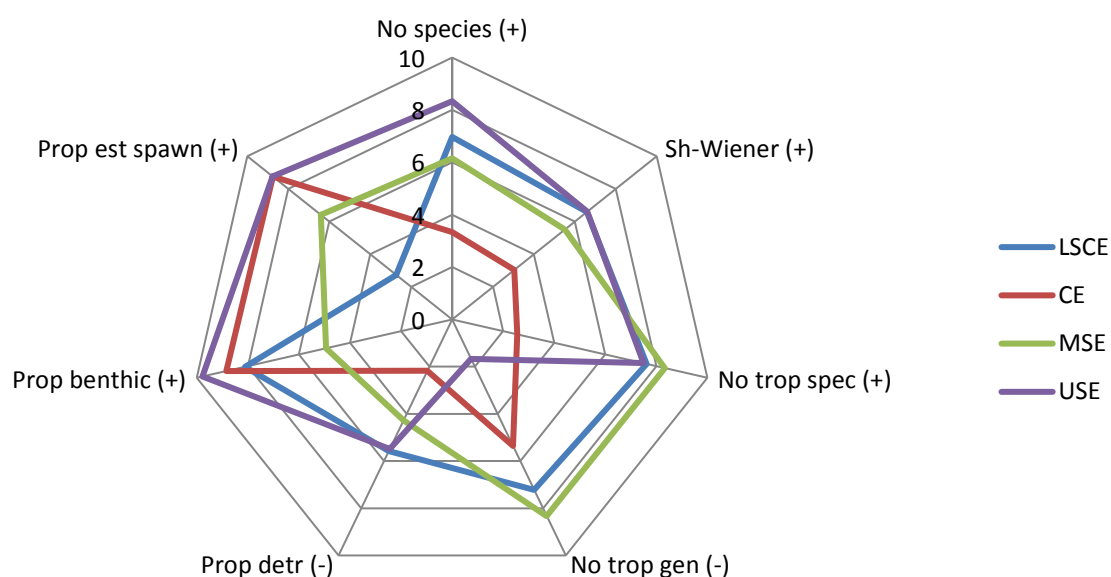 No species (+)
10
8
6
4
2
0
Sh-Wiener (+)
No trop spec (+)
No trop gen (-)
Prop detr (-)
Prop benthic (+)
Prop est spawn (+)
LSCE
CE
MSE
USE